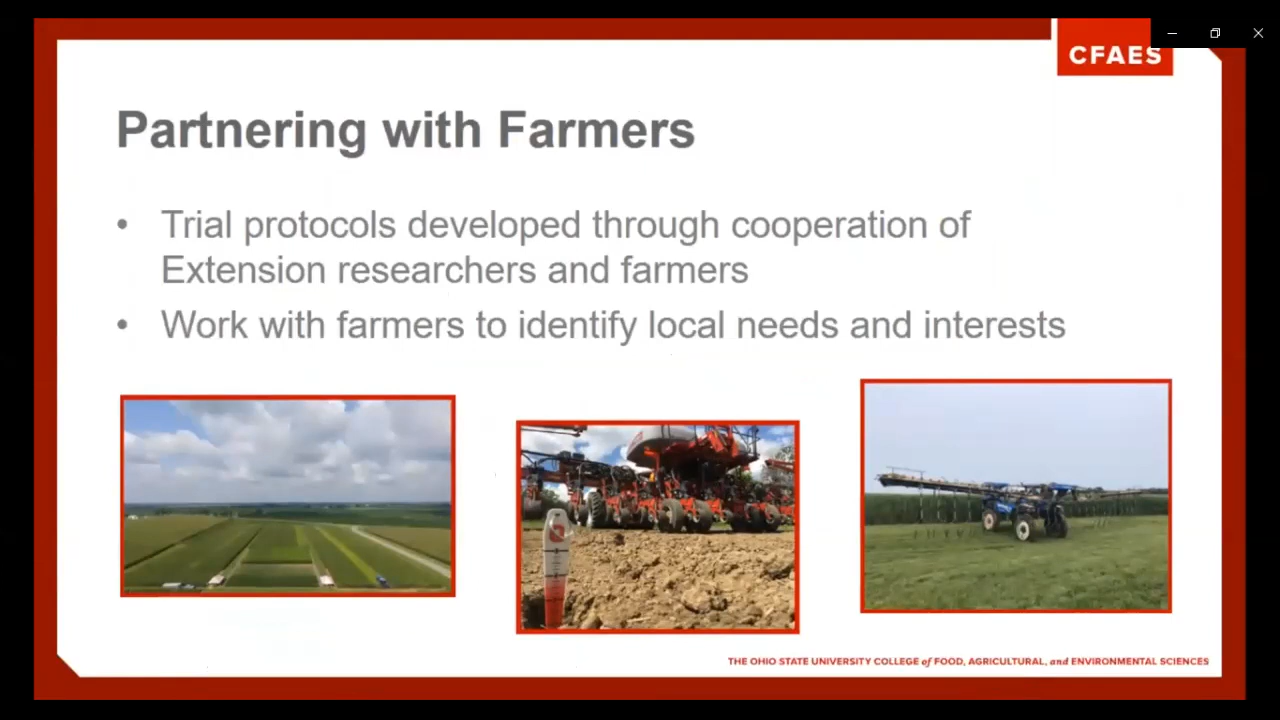 CFAES
Partnering with Farmers
• Trial protocols developed through cooperation of
Extension researchers and farmers
• Work with farmers to identify local needs and interests
THE OHIO STATE UNIVERSITY COLLEGE of FOOD, AGRICULTURAL, and ENVIRONMENTAL SCIENCES